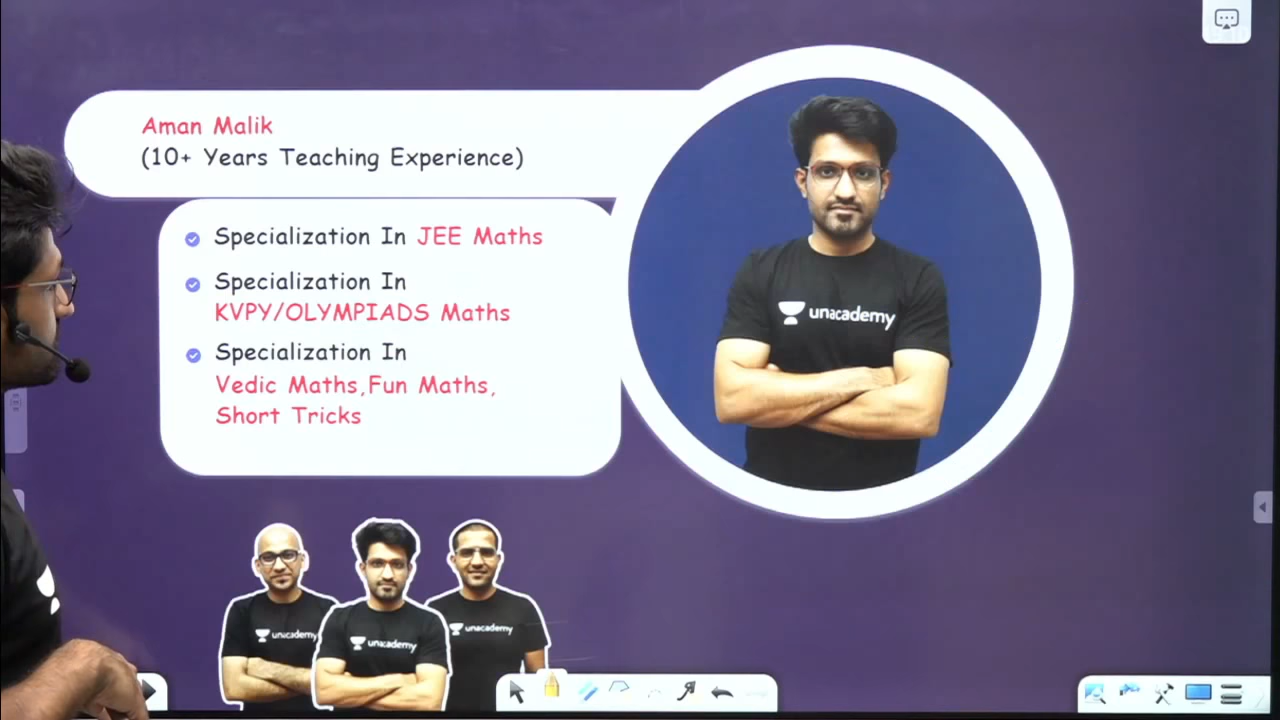 Aman Malik
(10+ Years Teaching Experience)
Specialization In JEE Maths
Specialization In
KVPY/OLYMPIADS Maths
Specialization In
Vedic Maths,Fun Maths,
Short Tricks
unacademy
unacademy
unacademy
unacademy